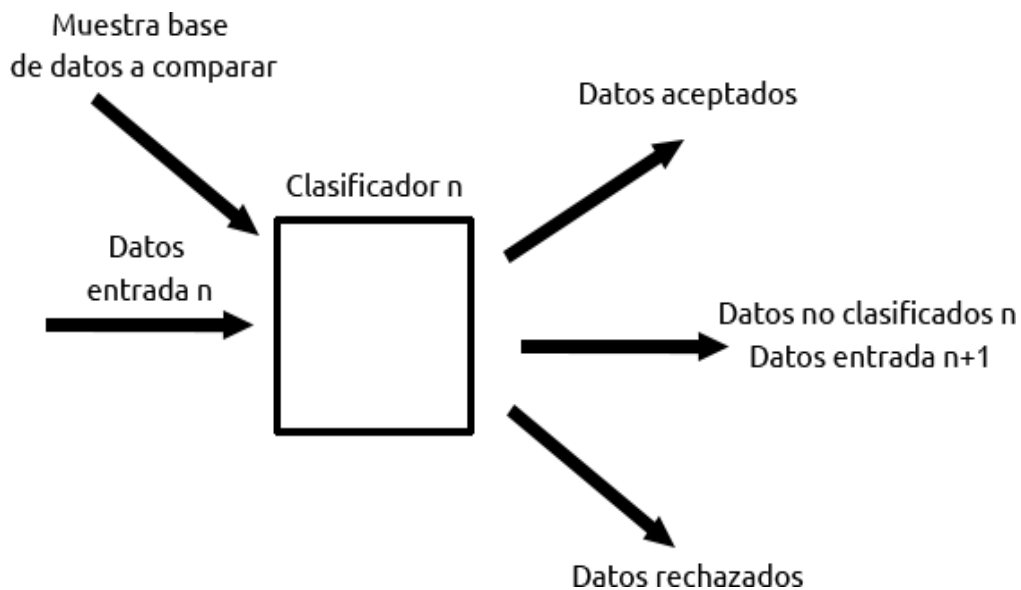 Muestra base
de datos a comparar
Datos aceptados
Clasificador n
Datos
entrada n
Datos no clasificados n
Datos entrada n+1
Datos rechazados